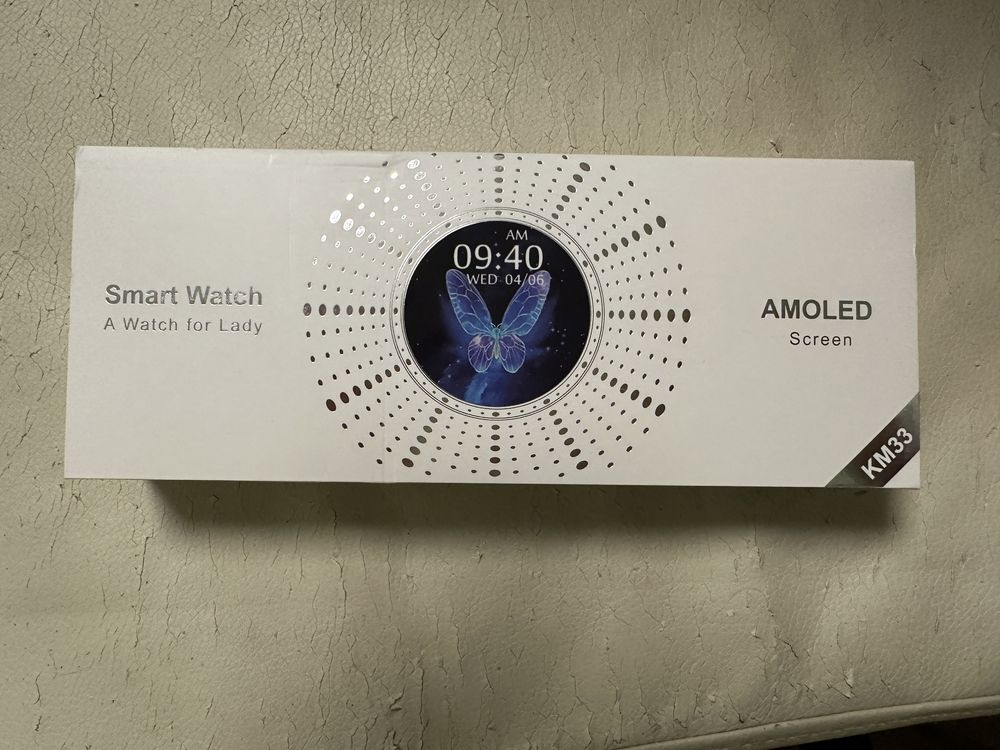 Smart Watch
A Watch for Lady
AM
09:40
WED 04/06
AMOLED
Screen
KM33